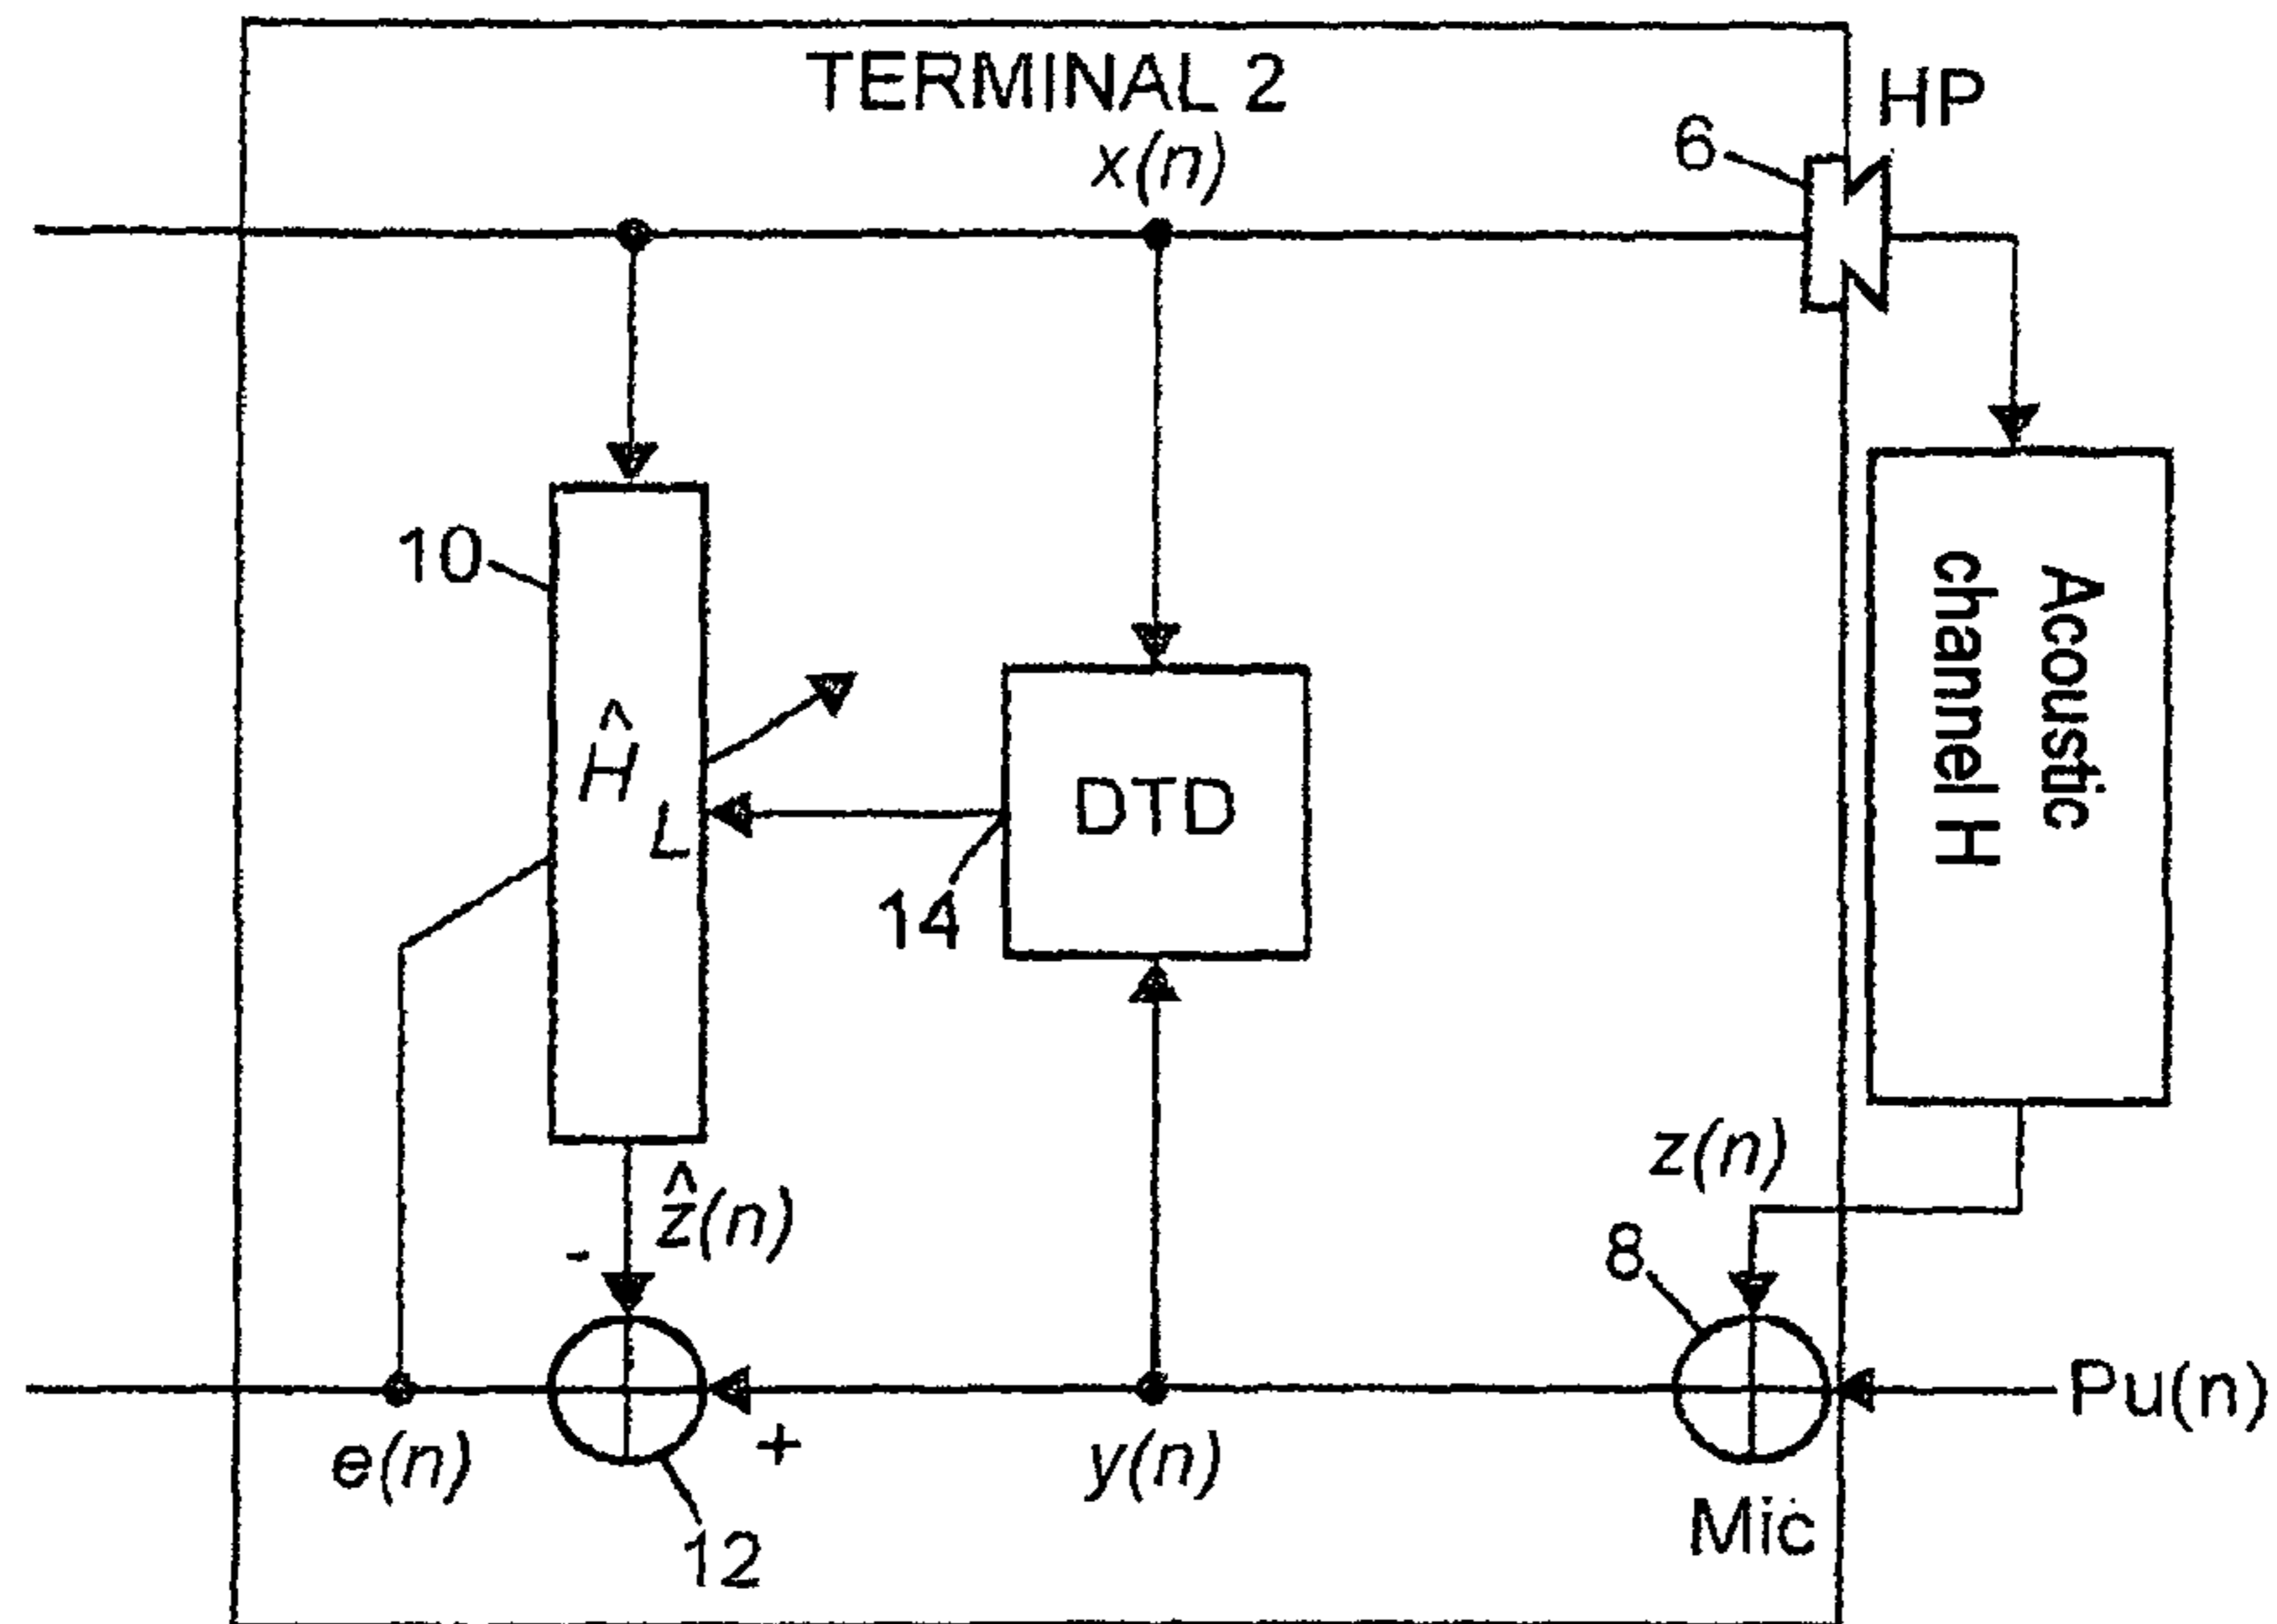 TERMINAL 2
HP
x(n)
6
10
Ĥ
L
DTD
14
Acoustic
channel H
z(n)
ẑ(n)
-
8
Pu(n)
+
e(n)
y(n)
Mic
12